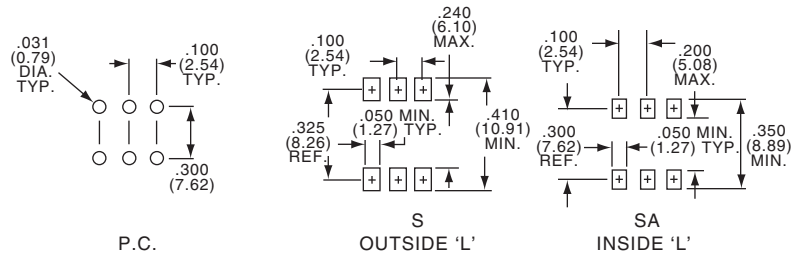 .031
(0.79)
DIA.
TYP.
.100
(2.54)
TYP.
.300
(7.62)
P.C.
.100
(2.54)
TYP.
.240
(6.10)
MAX.
.325
(8.26)
REF.
.050 MIN.
(1.27) TYP.
.410
(10.91)
MIN.
S
OUTSIDE ‘L’
.100
(2.54)
TYP.
.200
(5.08)
MAX.
.300
(7.62)
REF.
.050 MIN.
(1.27) TYP.
.350
(8.89)
MIN.
SA
INSIDE ‘L’